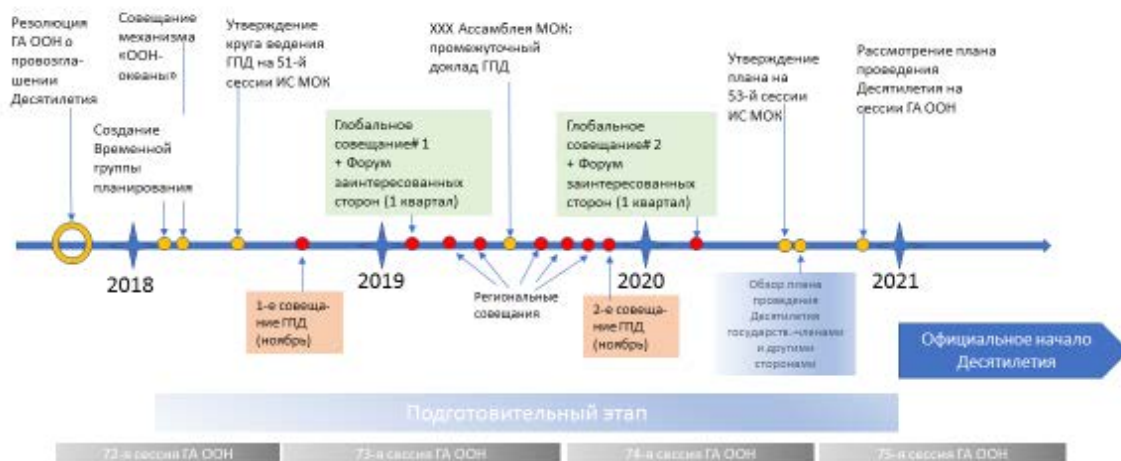 Резолюция
ГА ООН о
провозгла-
шении
Десятилетия
Совещание
механизма
«ООН-
океаны»
Создание
Временной
группы
планирования
Утверждение
круга ведения
ГПД на 51-й
сессии ИС МОК
Глобальное
совещание# 1
+ Форум
заинтересованных
сторон (1 квартал)
XXX Ассамблея МОК:
промежуточный
доклад ГПД
Глобальное
совещание# 2
+ Форум
заинтересованных
сторон (1 квартал)
Утверждение
плана на
53-й сессии
ИС МОК
Рассмотрение плана
проведения
Десятилетия на
сессии ГА ООН
2018
2019
2020
2021
1-е совеща-
ние ГПД
(ноябрь)
Региональные
совещания
2-е совеща-
ние ГПД
(ноябрь)
Обзор плана
проведения
Десятилетия
государств.-членами
и другими
сторонами
Официальное начало
Десятилетия
Подготовительный этап
72-я сессия ГА ООН
73-я сессия ГА ООН
74-я сессия ГА ООН
75-я сессия ГА ООН